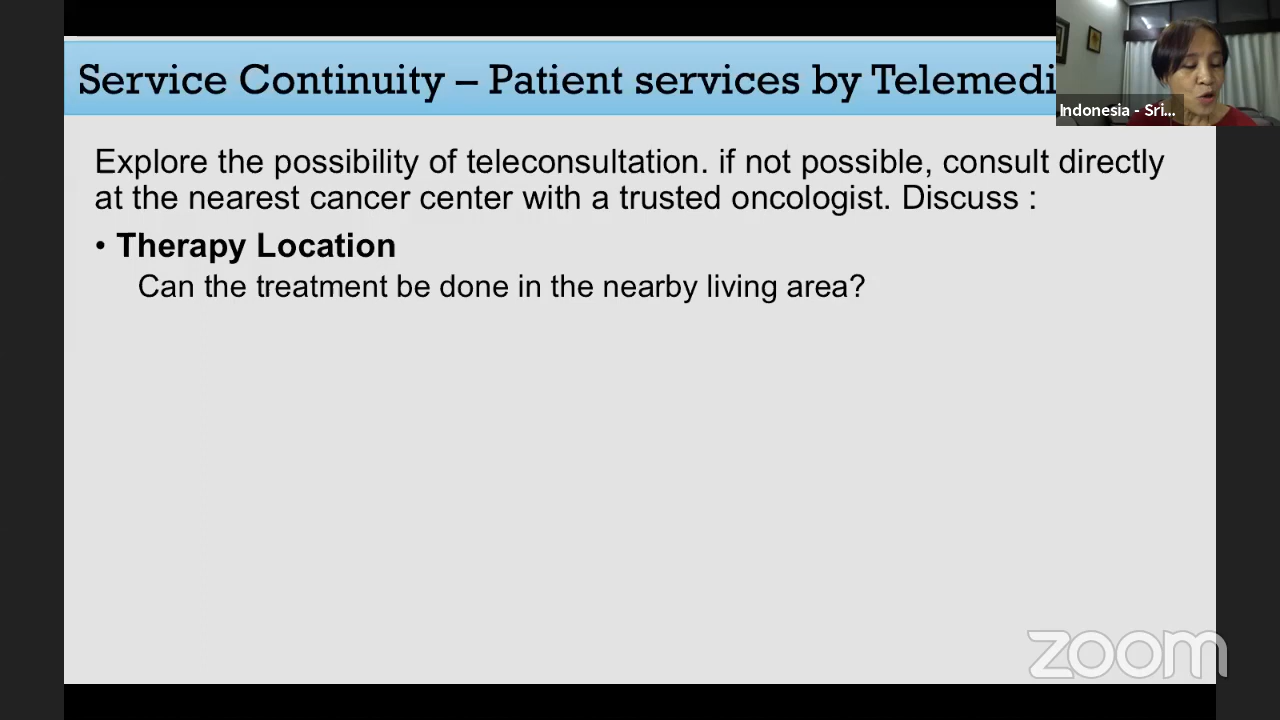 Service Continuity – Patient services by Telemedi
Indonesia - Sri...
Explore the possibility of teleconsultation. if not possible, consult directly
at the nearest cancer center with a trusted oncologist. Discuss :
• Therapy Location
Can the treatment be done in the nearby living area?
zoom